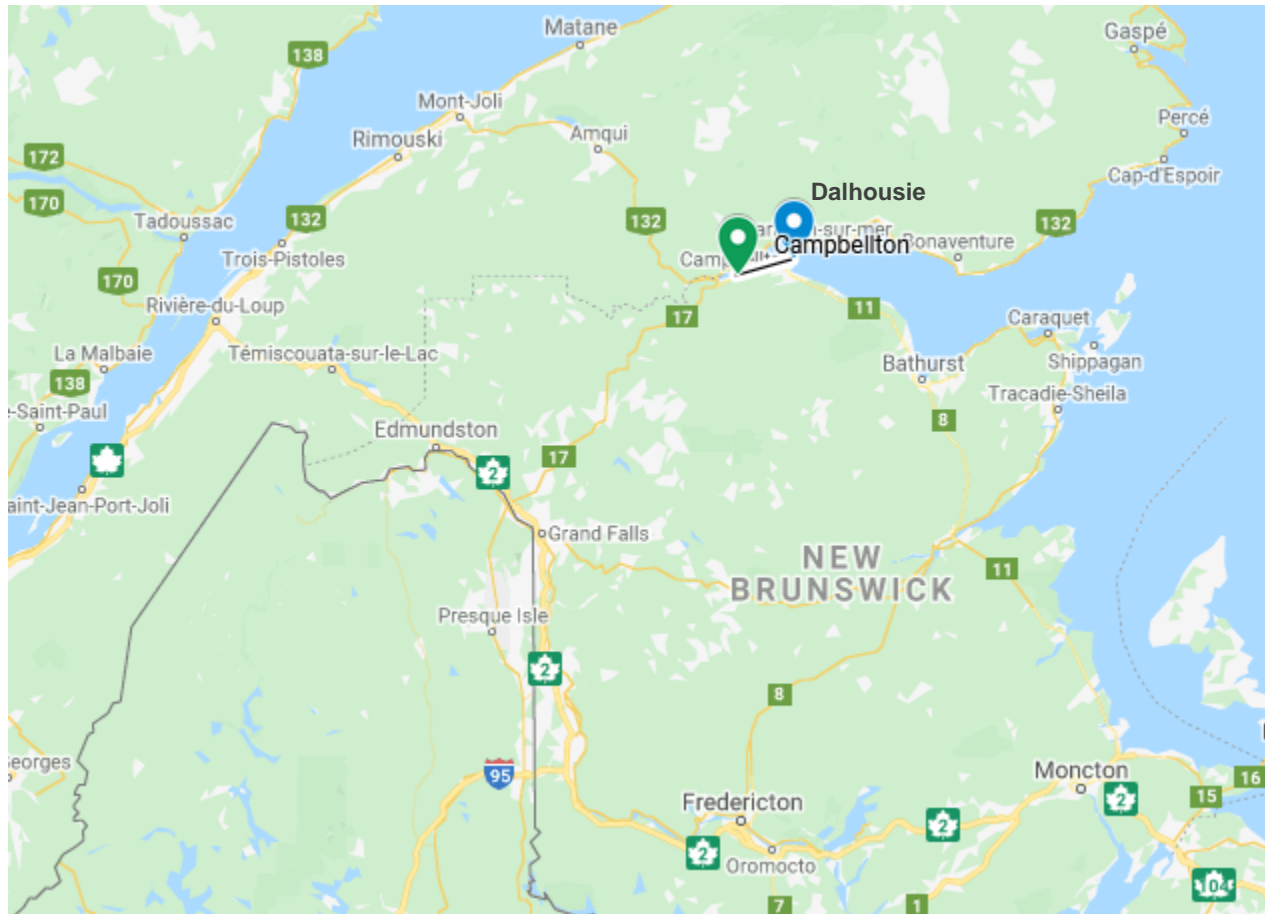 Matane
Gaspé
138
Mont-Joli
Percé
Amqui
Rimouski
172
Cap-d'Espoir
Dalhousie
170
132
132
132
Tadoussac
Bonaventure
Campbellton
Trois-Pistoles
170
Rivière-du-Loup
11
17
Caraquet
La Malbaie
Témiscouata-sur-le-Lac
Bathurst
Shippagan
138
Tracadie-Sheila
e-Saint-Paul
8
Edmundston
17
2
aint-Jean-Port-Joli
Grand Falls
NEW
BRUNSWICK
11
Presque Isle
2
8
95
Moncton
16
15
2
Fredericton
2
2
Oromocto
104
7
1